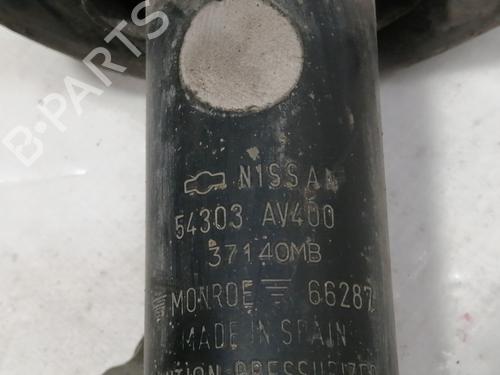 B-PARTS
NISSAN
54303 AV400
37140MB
MONROE 66287
MADE IN SPAIN